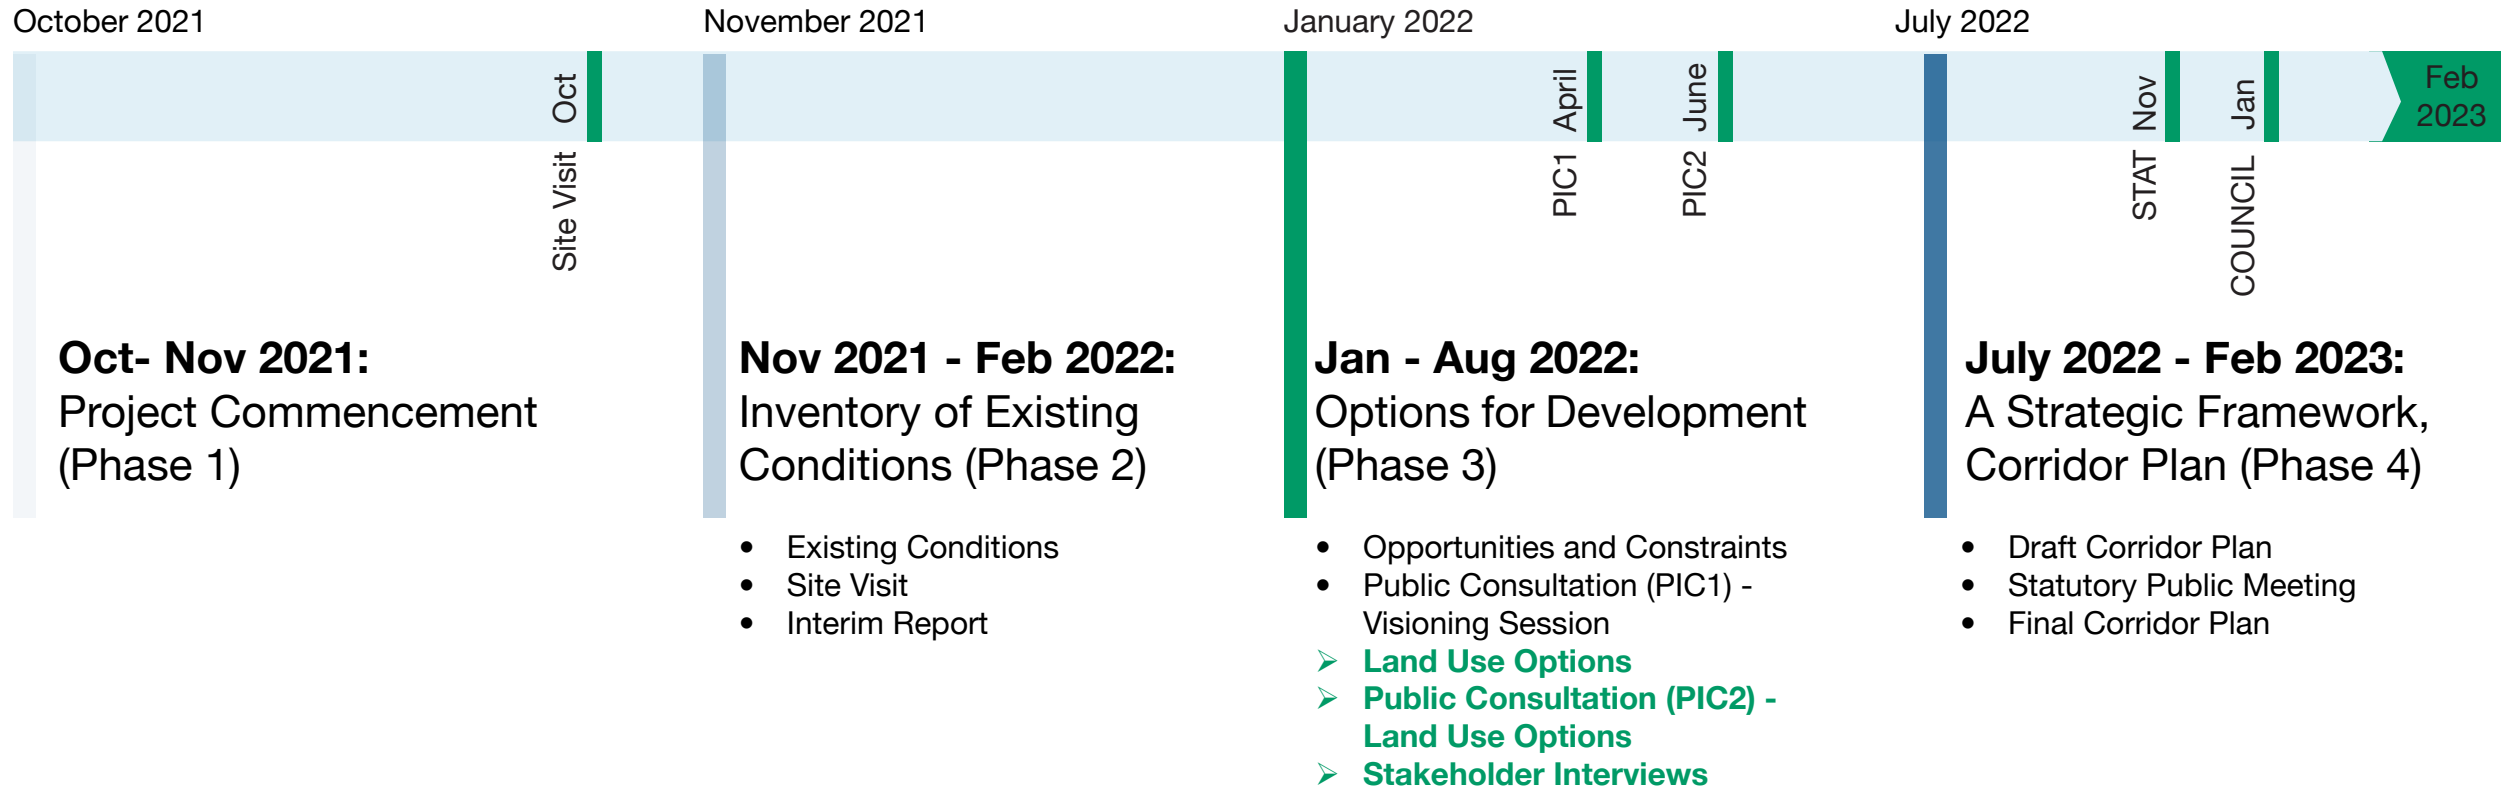 October 2021
November 2021
January 2022
July 2022
Oct
April
June
Nov
Jan
Feb
2023
Site Visit
PIC1
PIC2
STAT
COUNCIL
Oct- Nov 2021:
Project Commencement
(Phase 1)
Nov 2021 - Feb 2022:
Inventory of Existing
Conditions (Phase 2)
• Existing Conditions
• Site Visit
• Interim Report
Jan - Aug 2022:
Options for Development
(Phase 3)
• Opportunities and Constraints
• Public Consultation (PIC1) -
Visioning Session
➢ Land Use Options
➢ Public Consultation (PIC2) -
Land Use Options
➢ Stakeholder Interviews
July 2022 - Feb 2023:
A Strategic Framework,
Corridor Plan (Phase 4)
• Draft Corridor Plan
• Statutory Public Meeting
• Final Corridor Plan